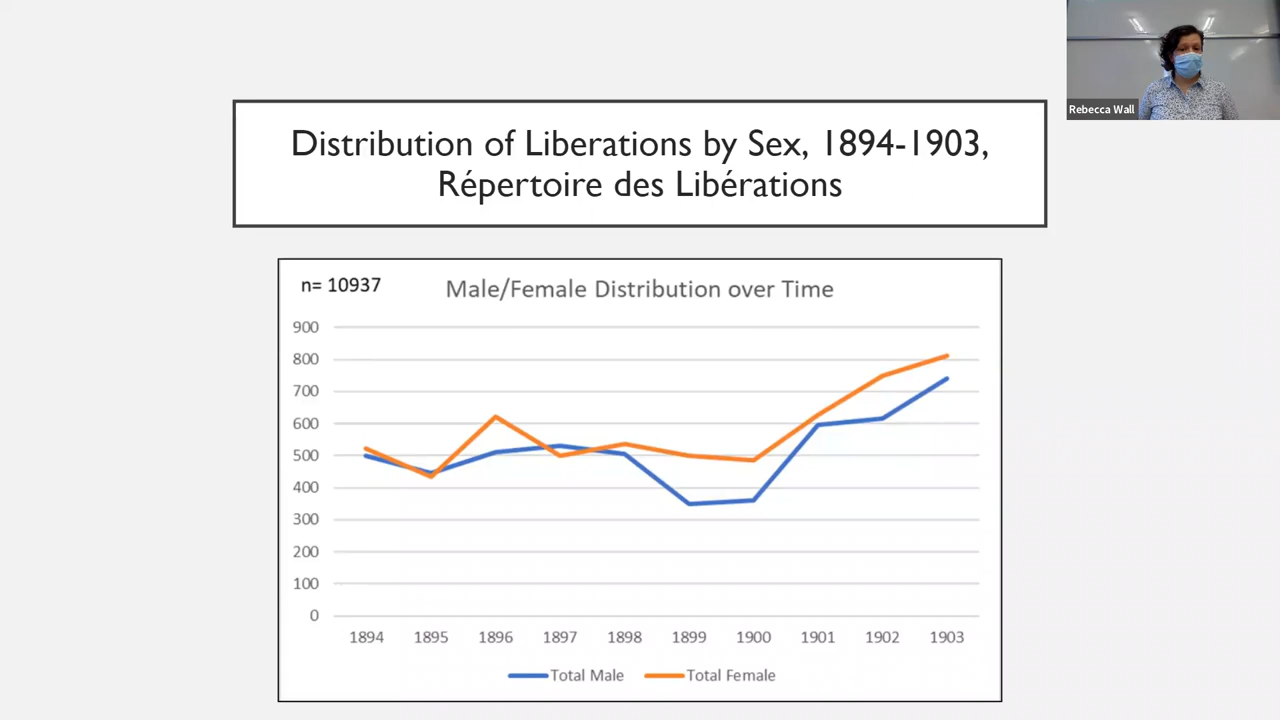 Distribution of Liberations by Sex, 1894-1903,
Répertoire des Libérations
Rebecca Wall
n= 10937
Male/Female Distribution over Time
900
800
700
600
500
400
300
200
100
0
1894 1895 1896 1897 1898 1899 1900 1901 1902 1903
Total Male Total Female